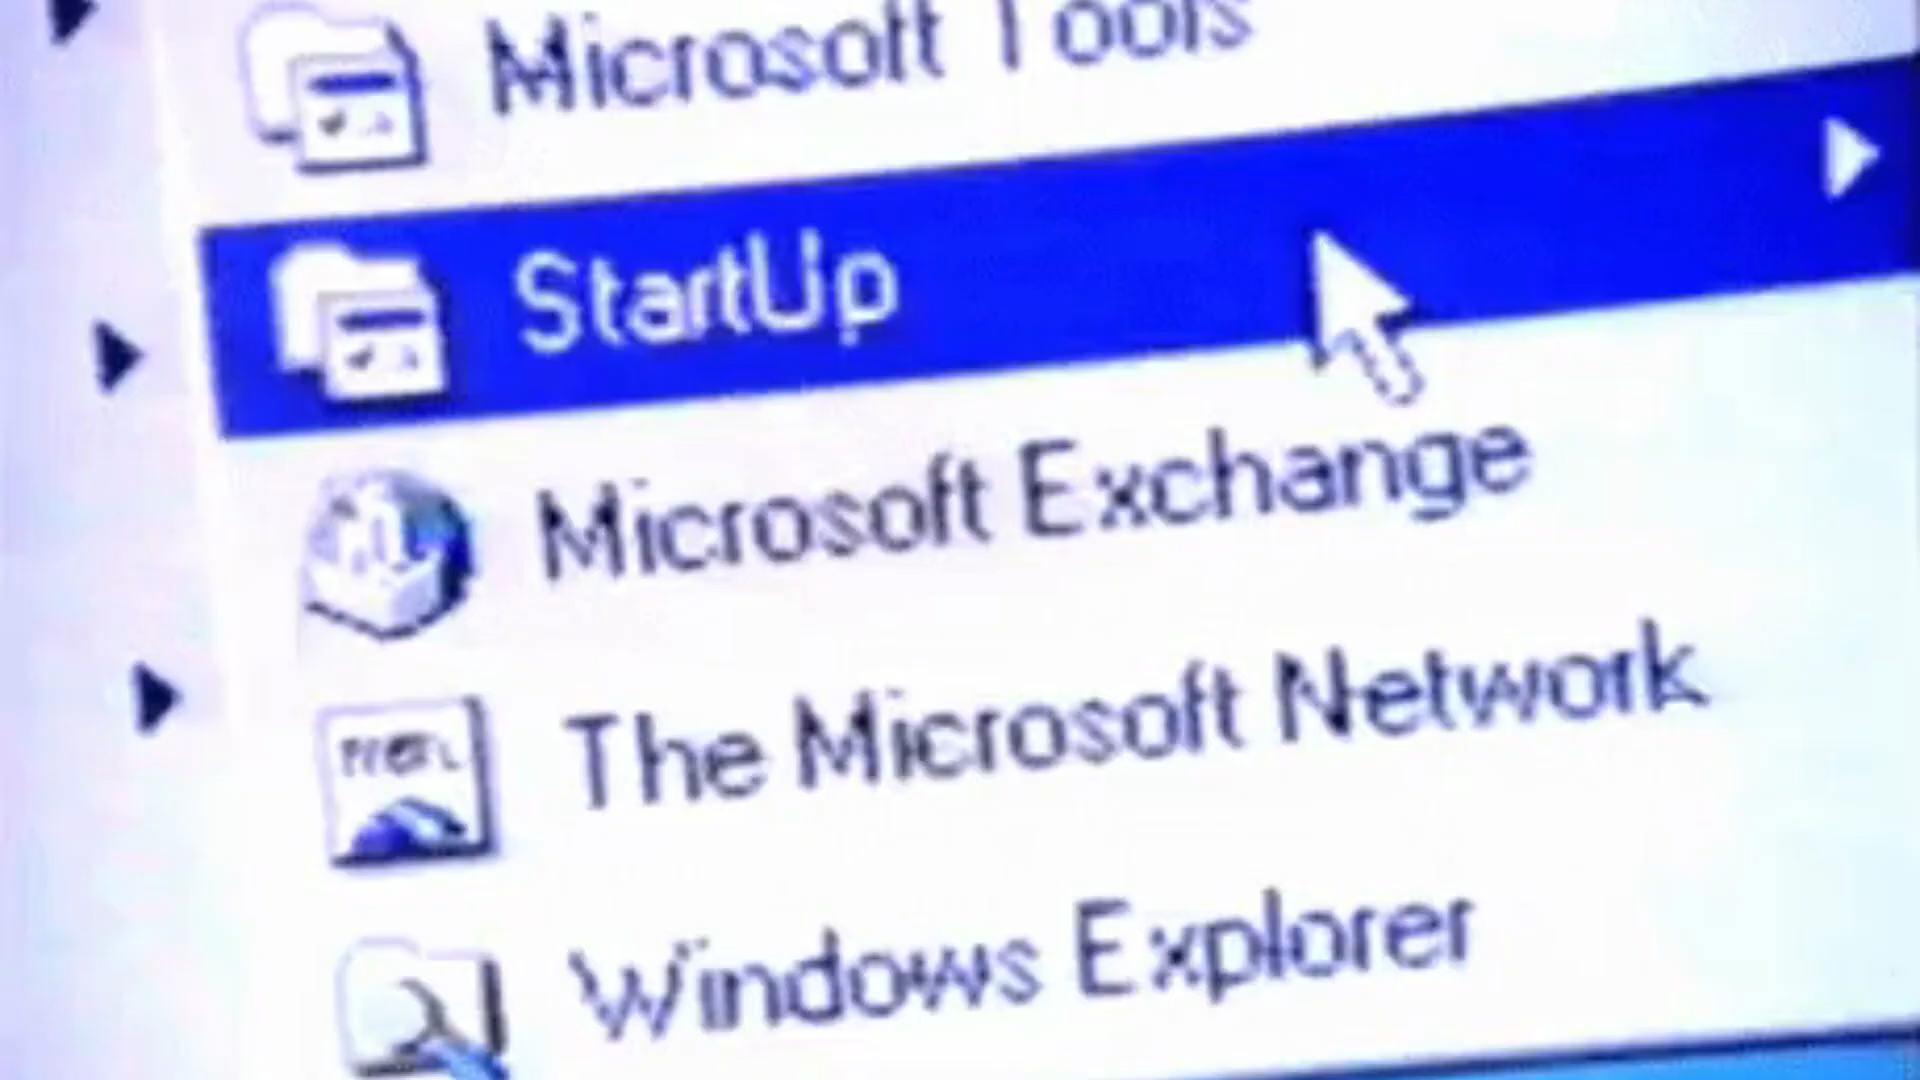 Microsoft Tools
StartUp
Microsoft Exchange
The Microsoft Network
Windows Explorer